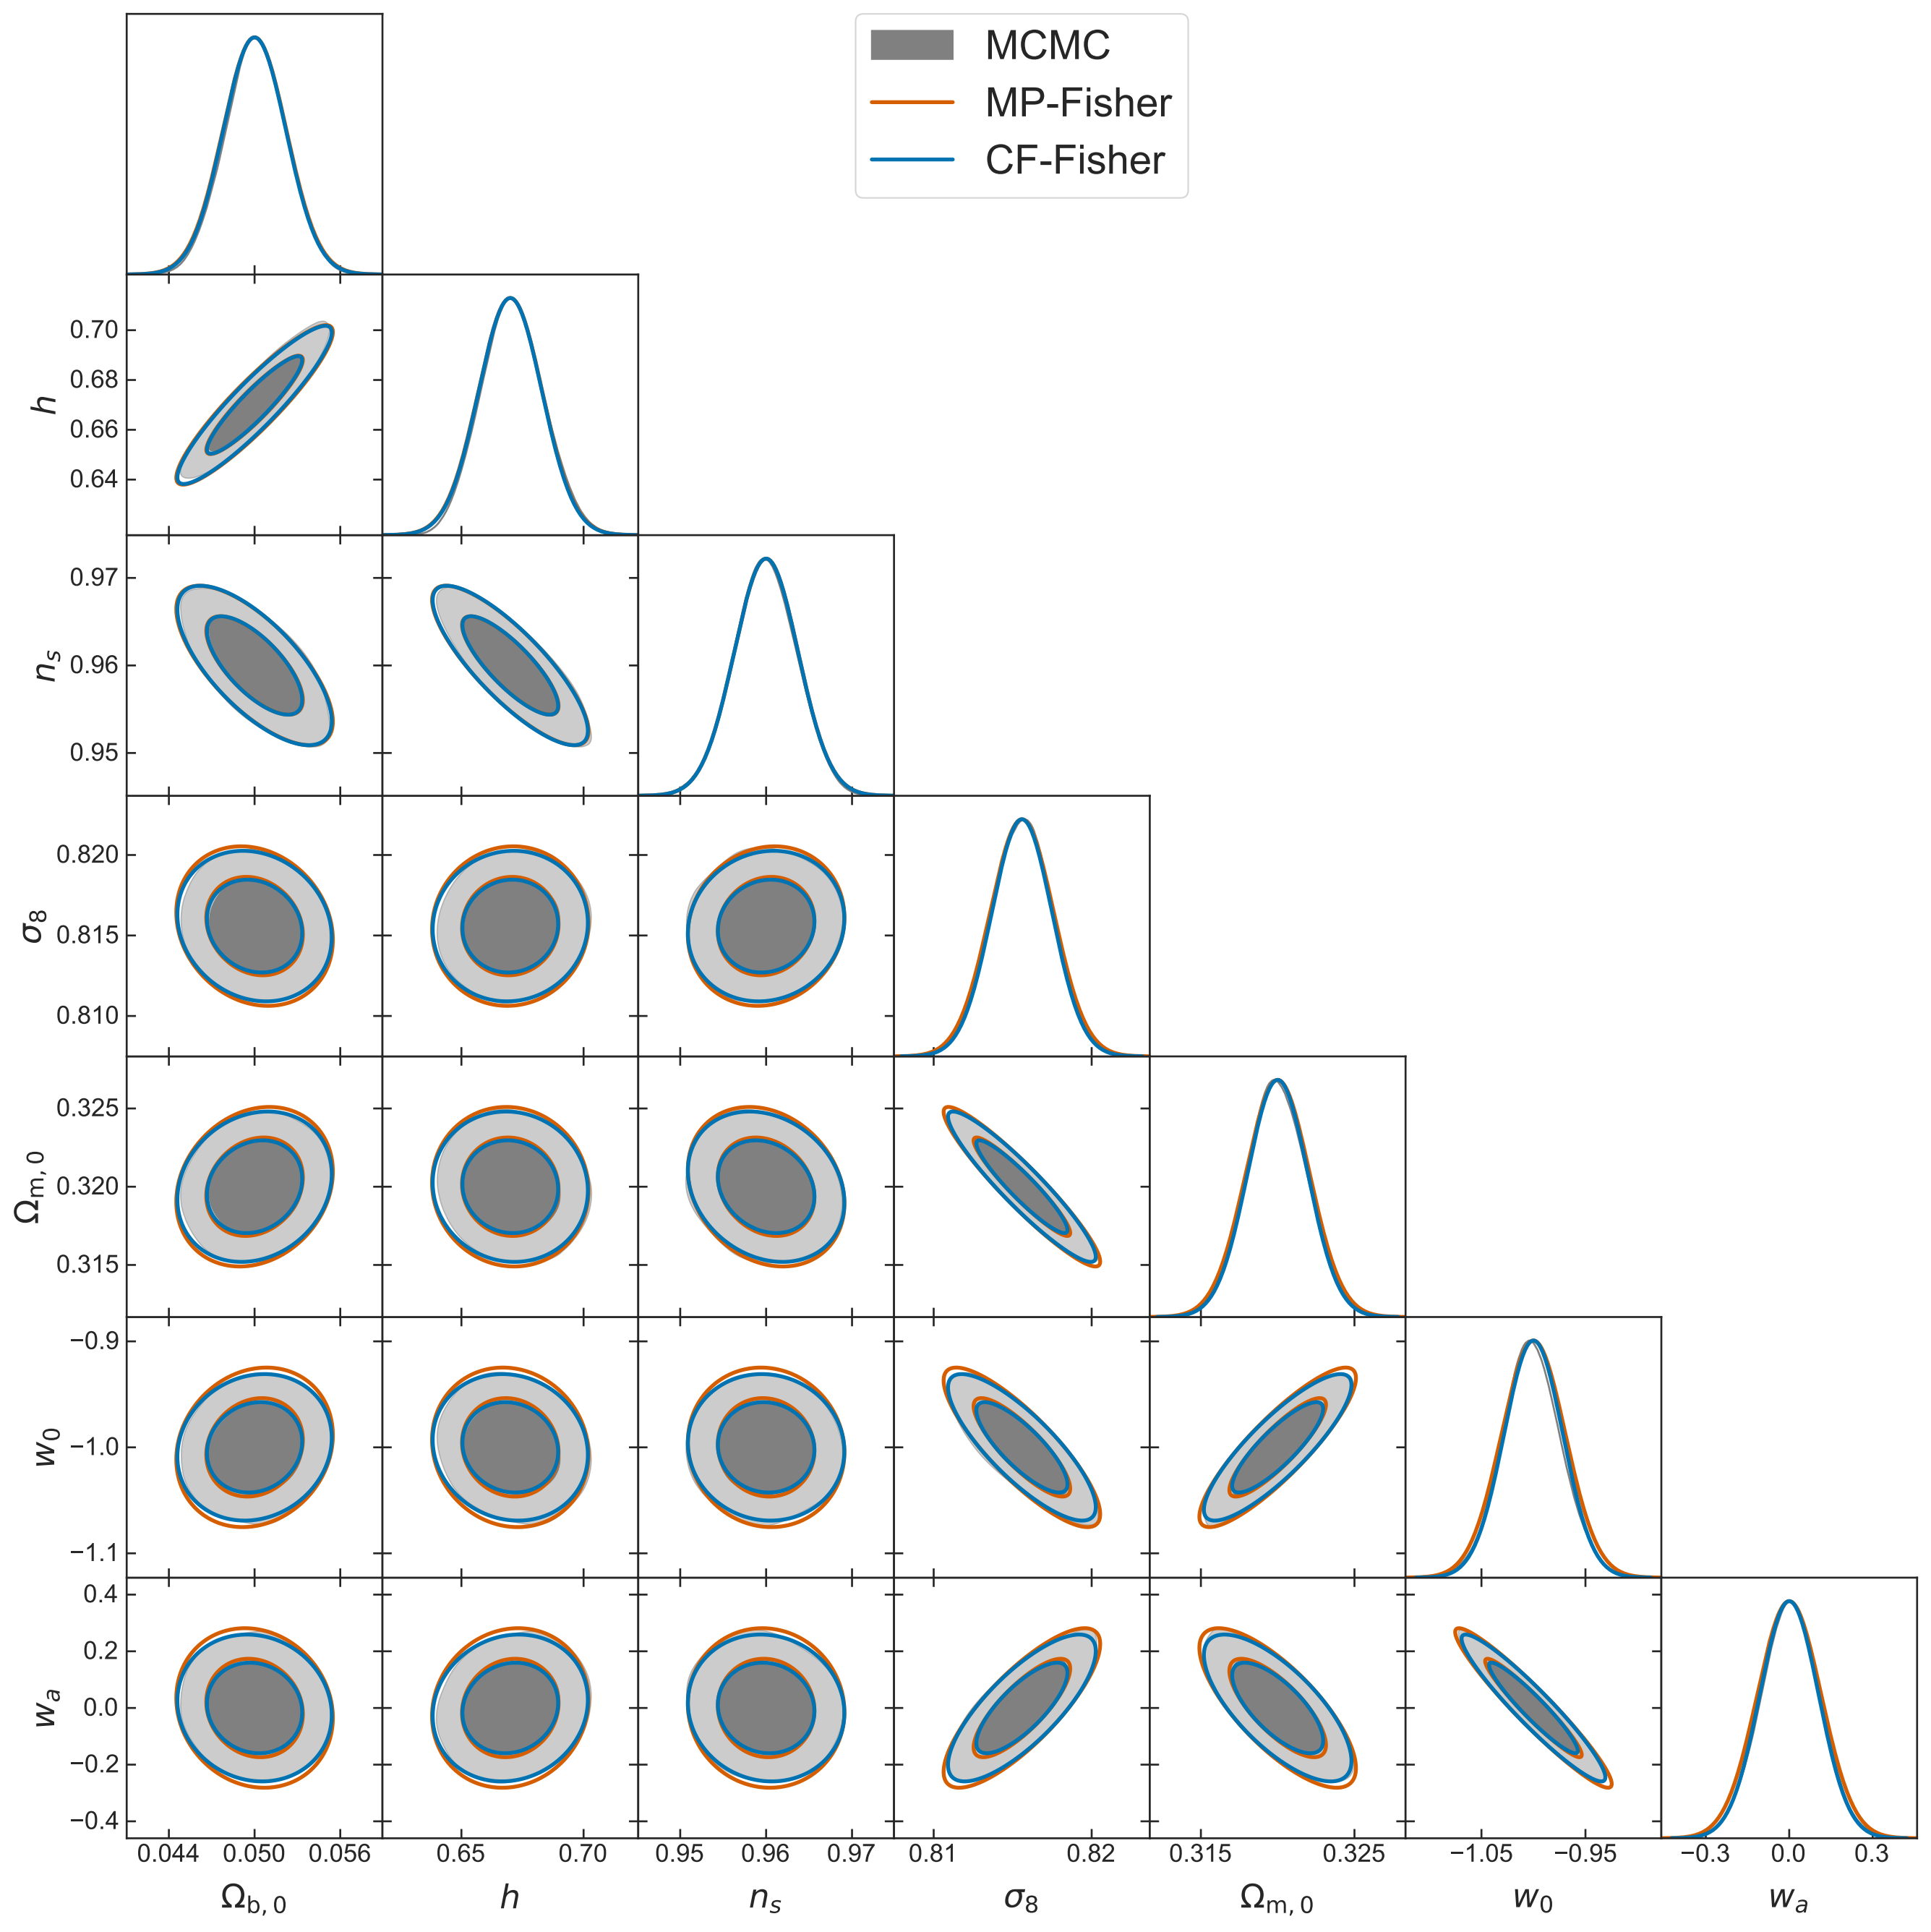 MCMC
MP-Fisher
CF-Fisher
0.70
0.68
0.66
0.64
h
0.97
0.96
0.95
n_s
0.820
0.815
0.810
σ_8
0.325
0.320
0.315
Ω_{m,0}
−0.9
−1.0
−1.1
w_0
0.4
0.2
0.0
−0.2
−0.4
w_a
0.044 0.050 0.056 0.65 0.70 0.95 0.96 0.97 0.81 0.82 0.315 0.325 −1.05 −0.95 −0.3 0.0 0.3
Ω_{b,0} h n_s σ_8 Ω_{m,0} w_0 w_a